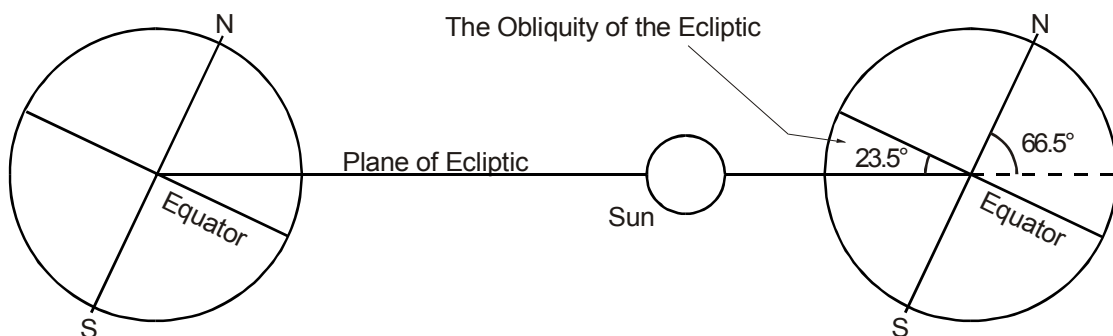 N
The Obliquity of the Ecliptic
N
23.5°
66.5°
Plane of Ecliptic
Sun
Equator
Equator
S
S